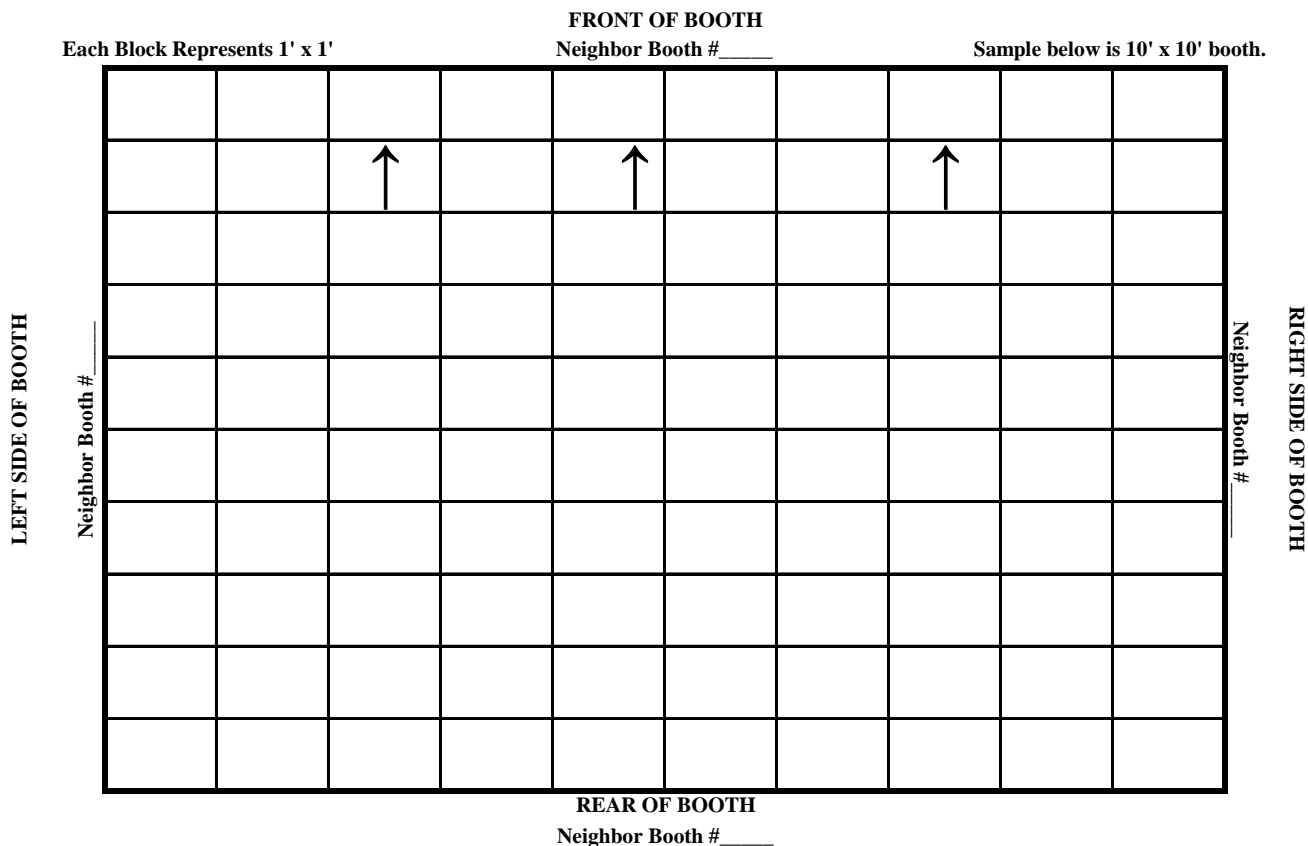 FRONT OF BOOTH
Each Block Represents 1' x 1'
Neighbor Booth #_____
Sample below is 10' x 10' booth.
LEFT SIDE OF BOOTH
Neighbor Booth #_____
Neighbor Booth #_____
RIGHT SIDE OF BOOTH
REAR OF BOOTH
Neighbor Booth #_____